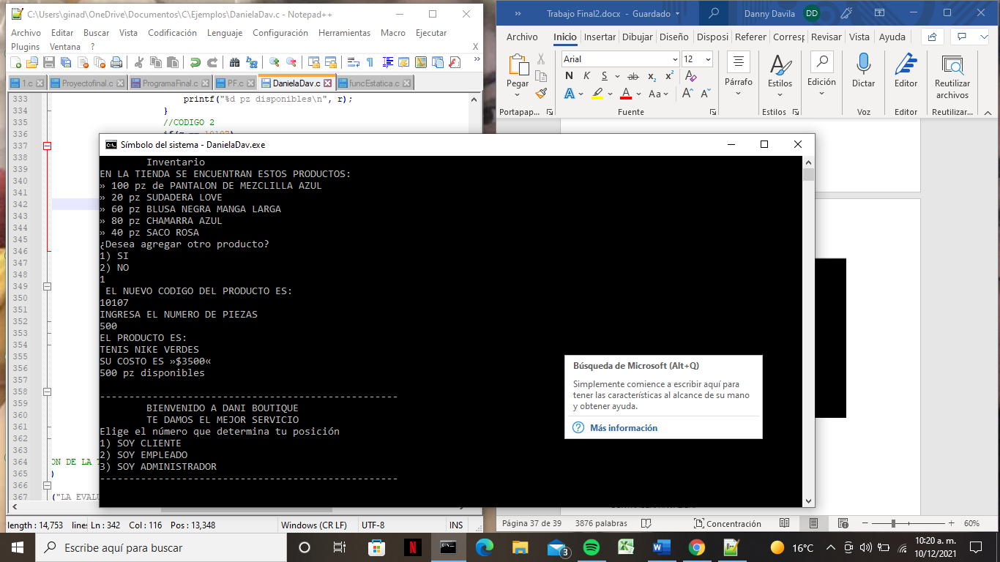 C:\Users\ginad\OneDrive\Documentos\C\Ejemplos\DanielaDav.c - Notepad++
Archivo Editar Buscar Vista Codificación Lenguaje Configuración Herramientas Macro Ejecutar
Plugins Ventana ? X
1.c Proyectofinal.c ProgramaFinal.c PF.c DanielaDav.c funcEstatica.c
333 printf("%d pz disponibles\n", r);
334 }
335 //CODIGO 2
336
337
338
339
340
341
342
343
344
345
346
347
348
349
350
351
352
353
354
355
356
357
358
359
360
361
362
363
364 ON DE LA
365 )
366
367 ("LA EVALU
length : 14,753 lines Ln : 342 Col : 116 Pos : 13,348 Windows (CR LF) UTF-8 INS
Trabajo Final2.docx - Guardado Danny Davila DD
Archivo Inicio Insertar Dibujar Diseño Disposi Referer Corresp Revisar Vista Ayuda
Pegar
Portapap...
Arial 12
N K S ab x₂ x²
A A Aa A A
Fuente
Párrafo
Estilos
Estilos
Edición
Dictar
Voz
Editor
Editor
Reutilizar archivos
Reutilizar...
Página 37 de 39 3876 palabras Concentración 60%
Símbolo del sistema - DanielaDav.exe
Inventario
EN LA TIENDA SE ENCUENTRAN ESTOS PRODUCTOS:
» 100 pz de PANTALON DE MEZCLILLA AZUL
» 20 pz SUDADERA LOVE
» 60 pz BLUSA NEGRA MANGA LARGA
» 80 pz CHAMARRA AZUL
» 40 pz SACO ROSA
¿Desea agregar otro producto?
1) SI
2) NO
1
EL NUEVO CODIGO DEL PRODUCTO ES:
10107
INGRESA EL NUMERO DE PIEZAS
500
EL PRODUCTO ES:
TENIS NIKE VERDES
SU COSTO ES »$3500«
500 pz disponibles
---------------------------------------------------
BIENVENIDO A DANI BOUTIQUE
TE DAMOS EL MEJOR SERVICIO
Elige el número que determina tu posición
1) SOY CLIENTE
2) SOY EMPLEADO
3) SOY ADMINISTRADOR
---------------------------------------------------
Búsqueda de Microsoft (Alt+Q)
Simplemente comience a escribir aquí para
tener las características al alcance de su mano
y obtener ayuda.
Más información
Escribe aquí para buscar
3
16°C
10:20 a. m.
10/12/2021